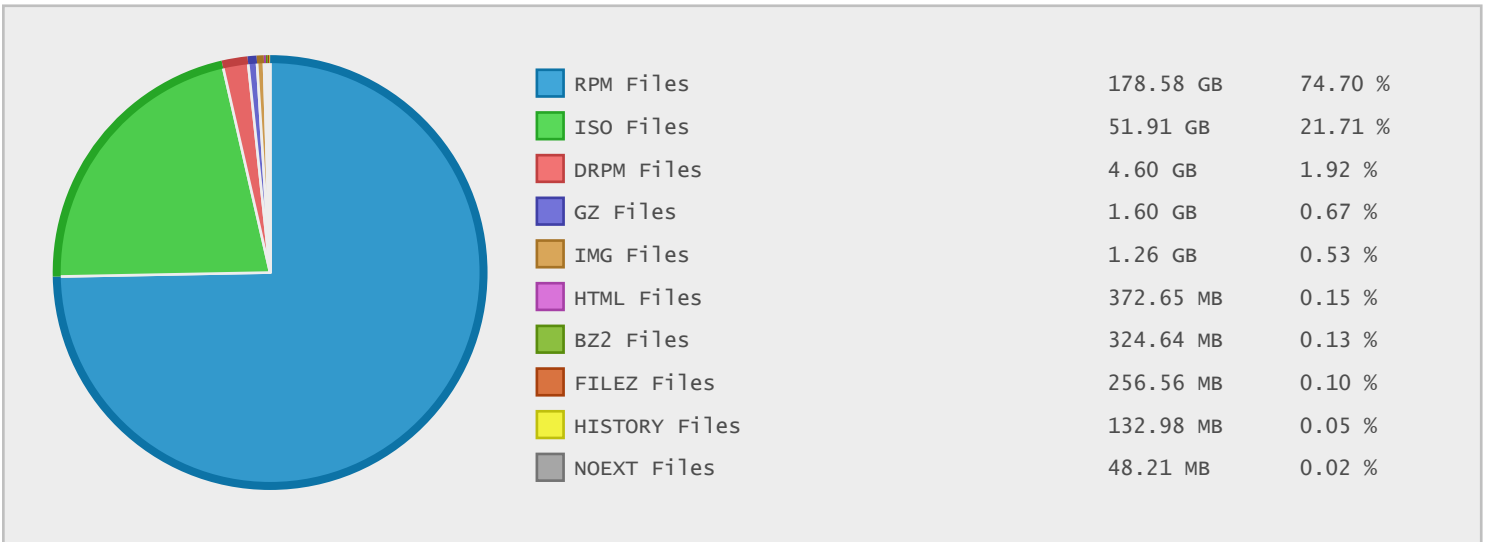 RPM Files 178.58 GB 74.70 %
ISO Files 51.91 GB 21.71 %
DRPM Files 4.60 GB 1.92 %
GZ Files 1.60 GB 0.67 %
IMG Files 1.26 GB 0.53 %
HTML Files 372.65 MB 0.15 %
BZ2 Files 324.64 MB 0.13 %
FILEZ Files 256.56 MB 0.10 %
HISTORY Files 132.98 MB 0.05 %
NOEXT Files 48.21 MB 0.02 %